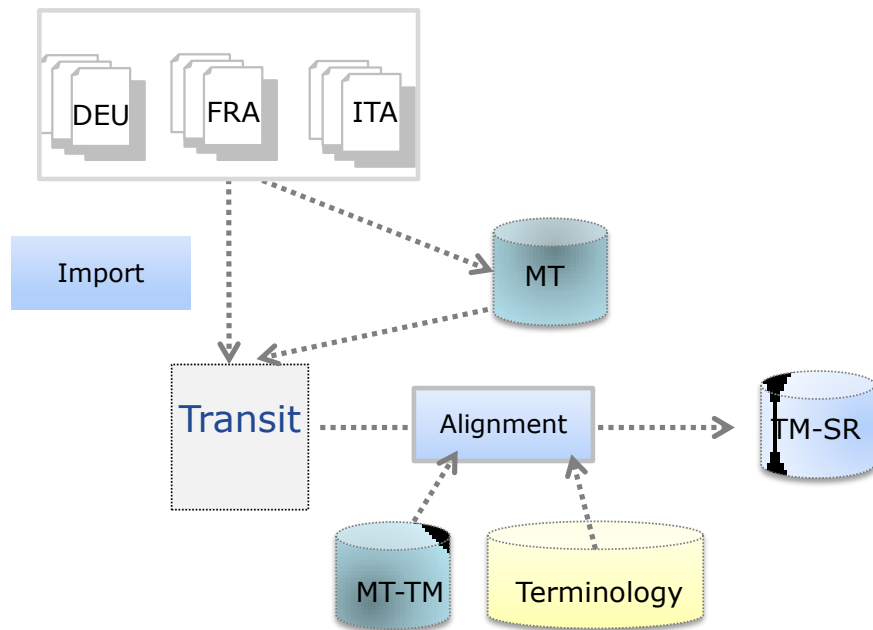 DEU
FRA
ITA
Import
MT
Transit
Alignment
TM-SR
MT-TM
Terminology